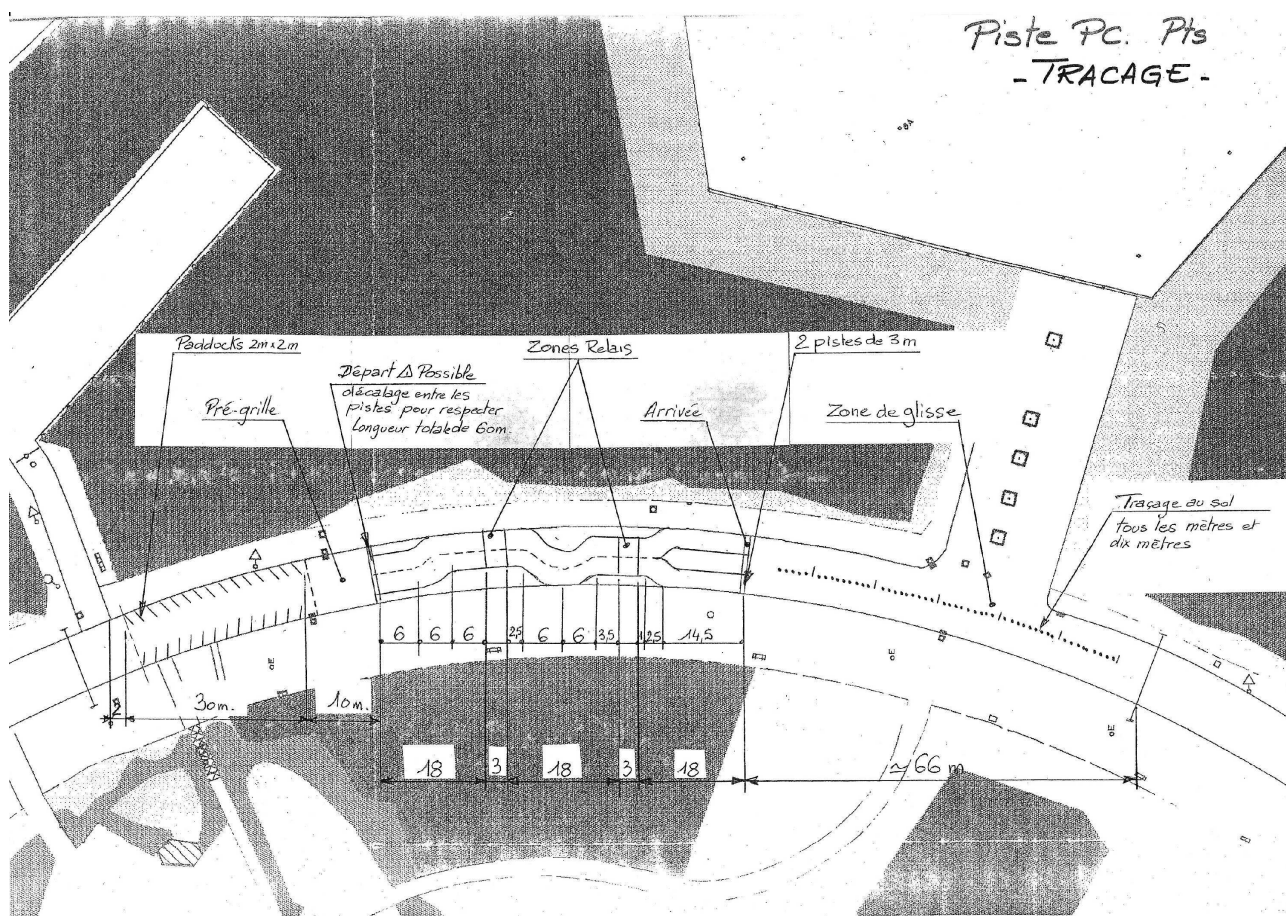 Piste Pc. Pts
- TRACAGE -
Paddocks 2m x 2m
Zones Relais
2 pistes de 3m
Départ △ Possible
décalage entre les
pistes pour respecter
Longueur totale de 60m.
Pré-grille
Arrivée
Zone de glisse
Traçage au sol
tous les mètres et
dix mètres
6 6 6 2,5 6 6 3,5 1 2,5 14,5
2 30m. 10m.
18 3 18 3 18 ≃ 66 m